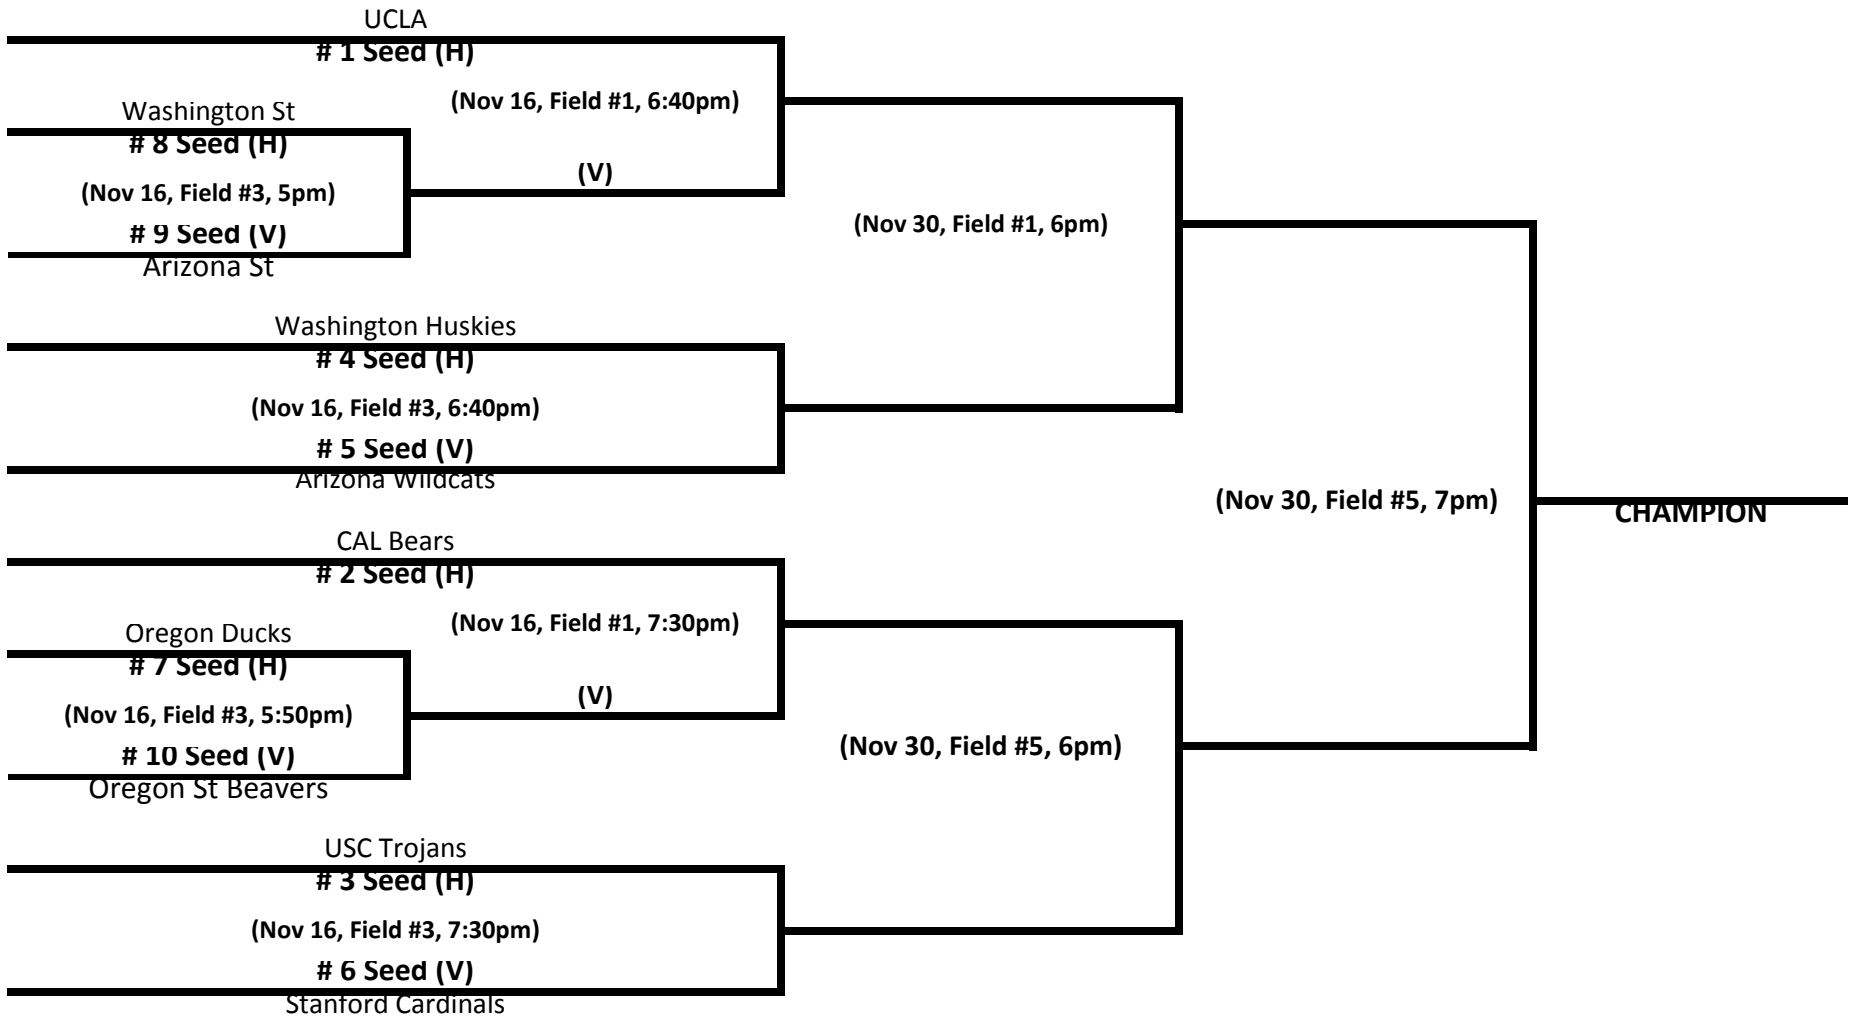 UCLA
# 1 Seed (H)
(Nov 16, Field #1, 6:40pm)
Washington St
# 8 Seed (H)
(Nov 16, Field #3, 5pm)
# 9 Seed (V)
Arizona St
(V)
(Nov 30, Field #1, 6pm)
Washington Huskies
# 4 Seed (H)
(Nov 16, Field #3, 6:40pm)
# 5 Seed (V)
Arizona Wildcats
(Nov 30, Field #5, 7pm)
CHAMPION
CAL Bears
# 2 Seed (H)
(Nov 16, Field #1, 7:30pm)
Oregon Ducks
# 7 Seed (H)
(Nov 16, Field #3, 5:50pm)
# 10 Seed (V)
Oregon St Beavers
(V)
(Nov 30, Field #5, 6pm)
USC Trojans
# 3 Seed (H)
(Nov 16, Field #3, 7:30pm)
# 6 Seed (V)
Stanford Cardinals